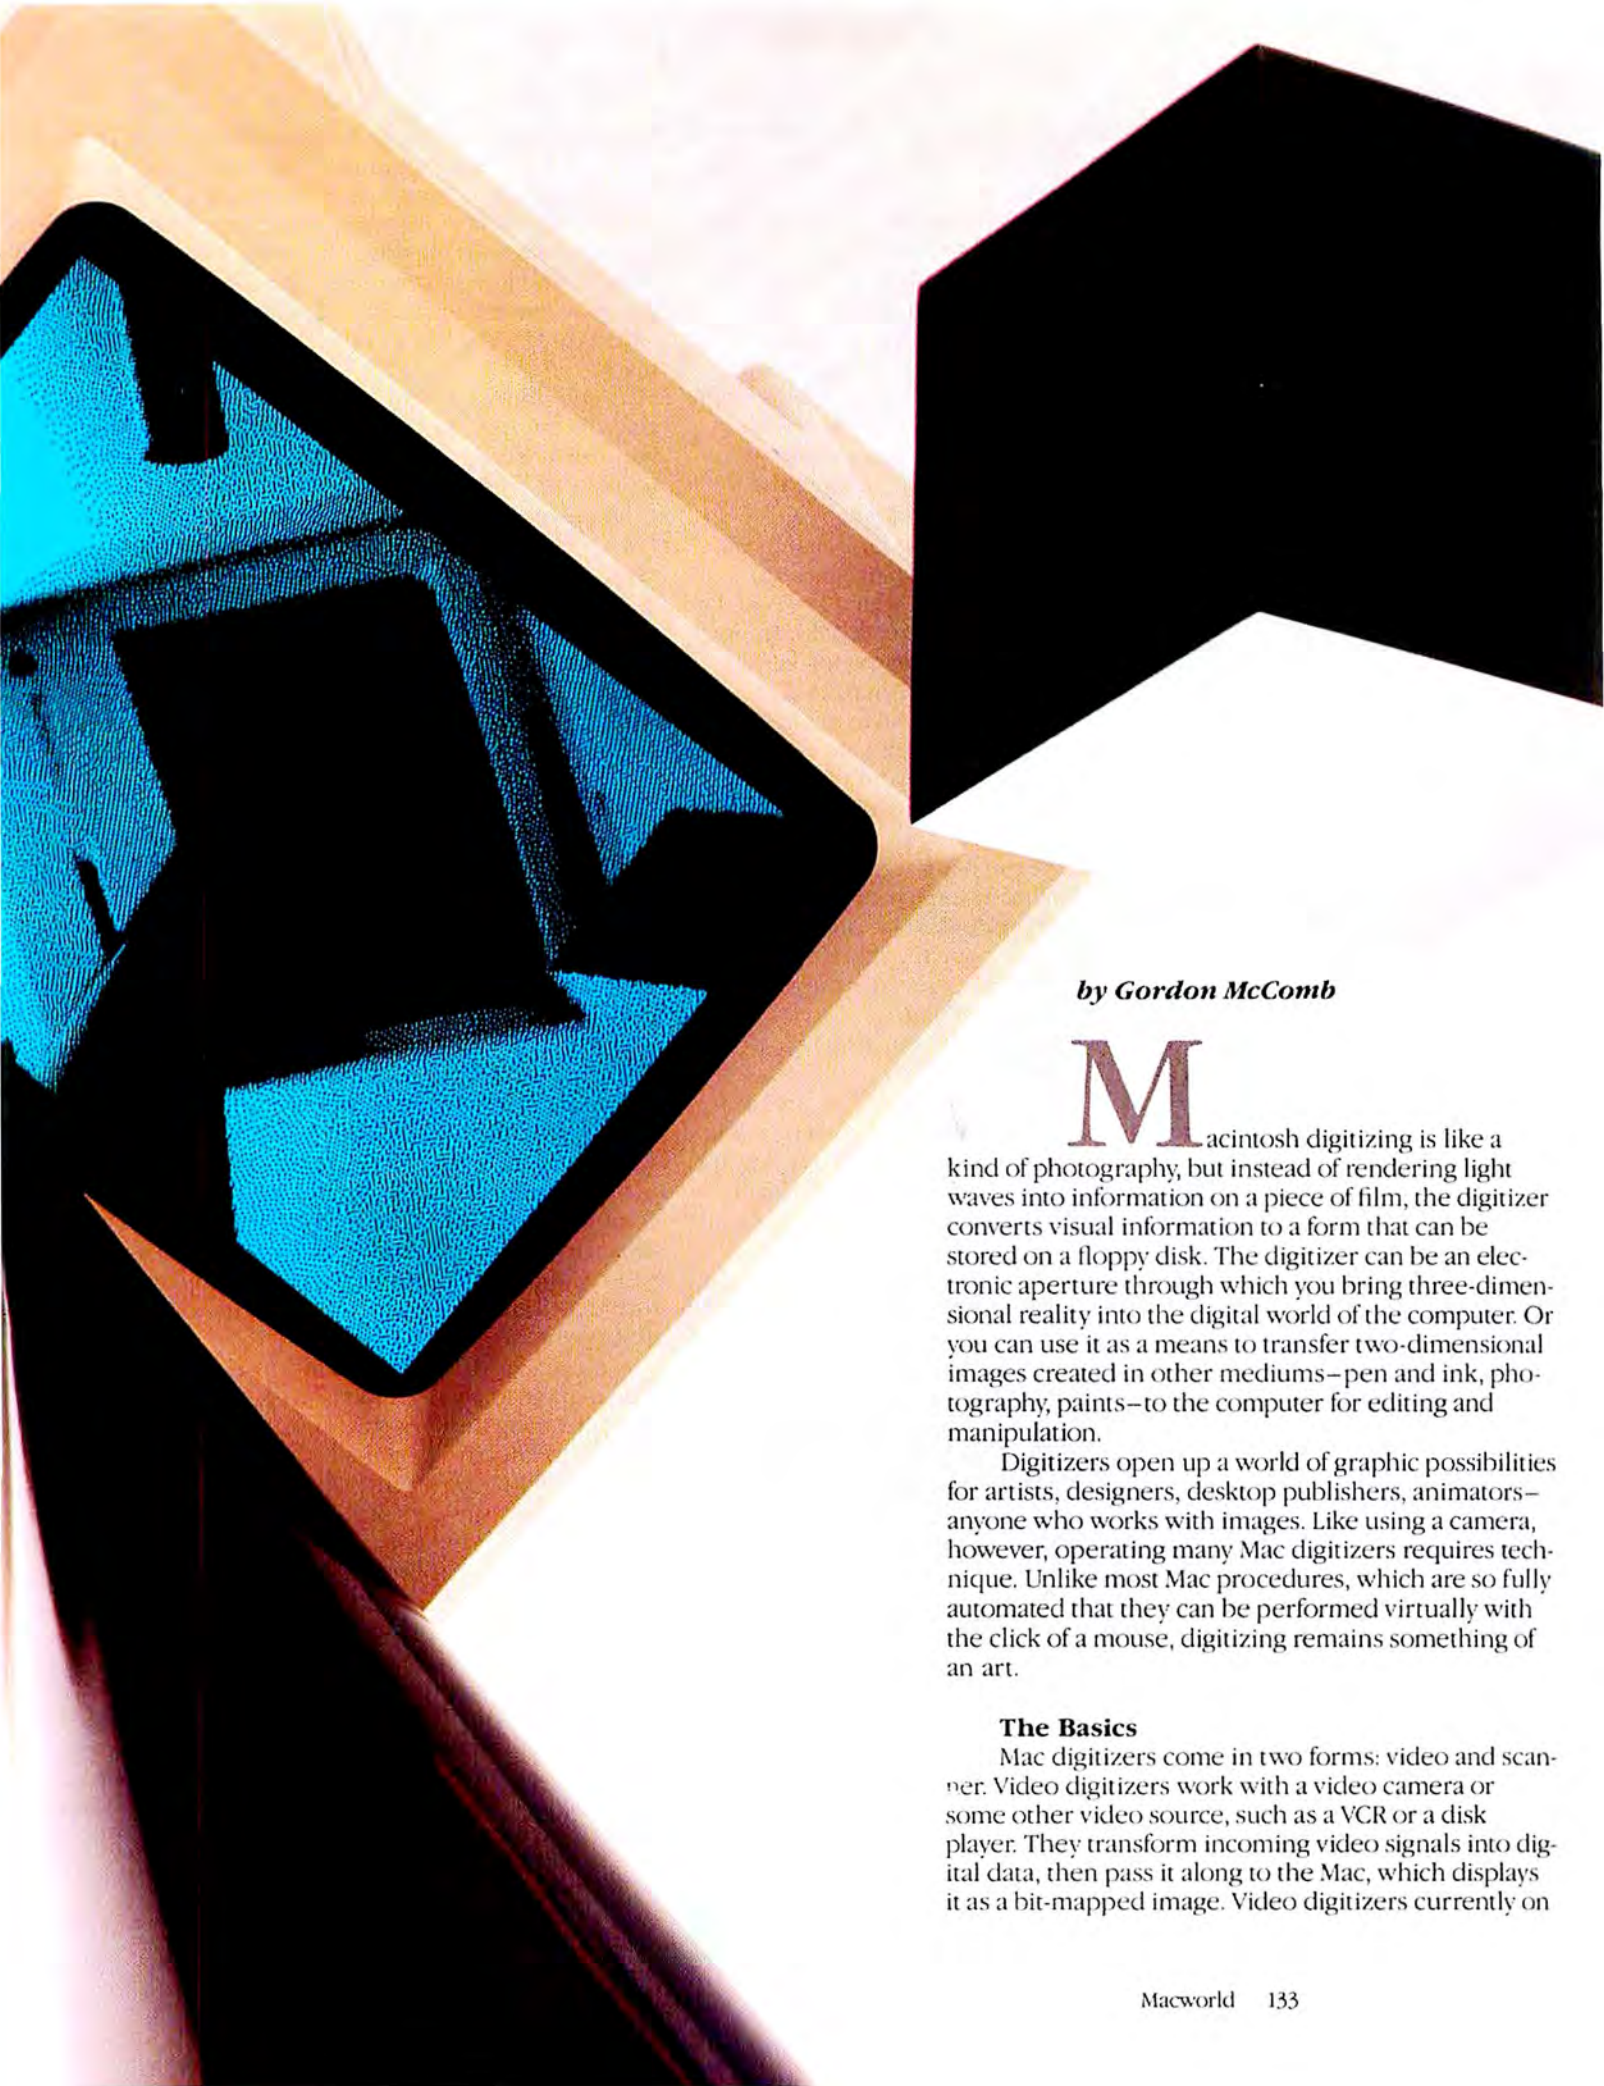 by Gordon McComb
Macintosh digitizing is like a
kind of photography, but instead of rendering light
waves into information on a piece of film, the digitizer
converts visual information to a form that can be
stored on a floppy disk. The digitizer can be an elec-
tronic aperture through which you bring three-dimen-
sional reality into the digital world of the computer. Or
you can use it as a means to transfer two-dimensional
images created in other mediums–pen and ink, pho-
tography, paints–to the computer for editing and
manipulation.
Digitizers open up a world of graphic possibilities
for artists, designers, desktop publishers, animators–
anyone who works with images. Like using a camera,
however, operating many Mac digitizers requires tech-
nique. Unlike most Mac procedures, which are so fully
automated that they can be performed virtually with
the click of a mouse, digitizing remains something of
an art.
The Basics
Mac digitizers come in two forms: video and scan-
ner. Video digitizers work with a video camera or
some other video source, such as a VCR or a disk
player. They transform incoming video signals into dig-
ital data, then pass it along to the Mac, which displays
it as a bit-mapped image. Video digitizers currently on
Macworld 133